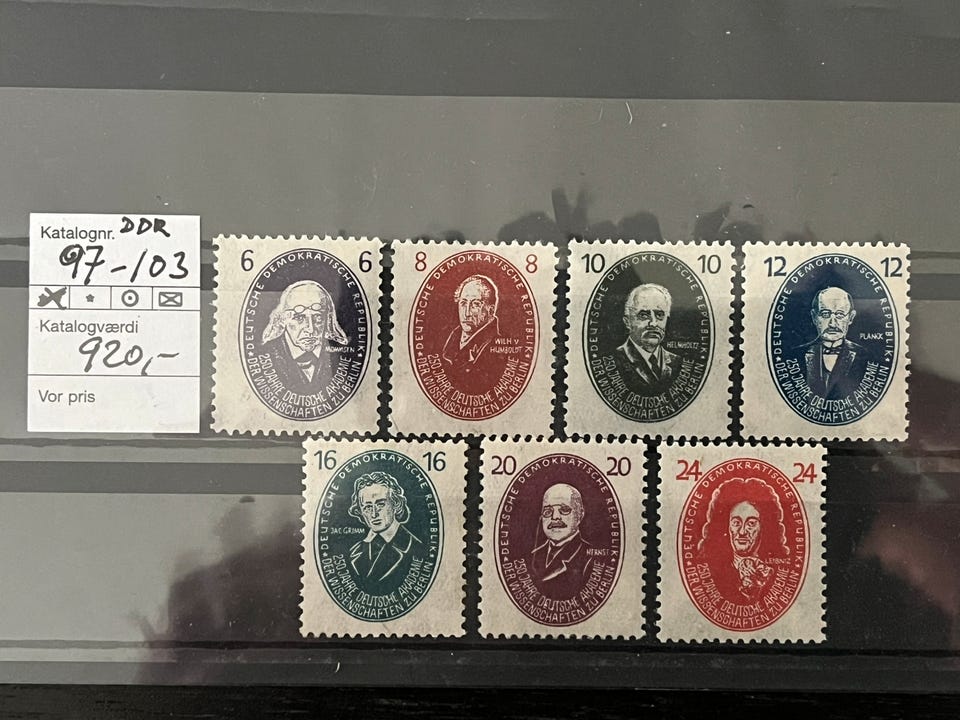 Katalognr. DDR
97-103
Katalogværdi
920,-
Vor pris
6 6
DEUTSCHE DEMOKRATISCHE REPUBLIK
MOMMSEN
250 JAHRE DEUTSCHE AKADEMIE
DER WISSENSCHAFTEN ZU BERLIN
8 8
DEUTSCHE DEMOKRATISCHE REPUBLIK
WILH V
HUMBOLDT
250 JAHRE DEUTSCHE AKADEMIE
DER WISSENSCHAFTEN ZU BERLIN
10 10
DEUTSCHE DEMOKRATISCHE REPUBLIK
HELMHOLTZ
250 JAHRE DEUTSCHE AKADEMIE
DER WISSENSCHAFTEN ZU BERLIN
12 12
DEUTSCHE DEMOKRATISCHE REPUBLIK
PLANCK
250 JAHRE DEUTSCHE AKADEMIE
DER WISSENSCHAFTEN ZU BERLIN
16 16
DEUTSCHE DEMOKRATISCHE REPUBLIK
JAC GRIMM
250 JAHRE DEUTSCHE AKADEMIE
DER WISSENSCHAFTEN ZU BERLIN
20 20
DEUTSCHE DEMOKRATISCHE REPUBLIK
NERNST
250 JAHRE DEUTSCHE AKADEMIE
DER WISSENSCHAFTEN ZU BERLIN
24 24
DEUTSCHE DEMOKRATISCHE REPUBLIK
LEIBNIZ
250 JAHRE DEUTSCHE AKADEMIE
DER WISSENSCHAFTEN ZU BERLIN